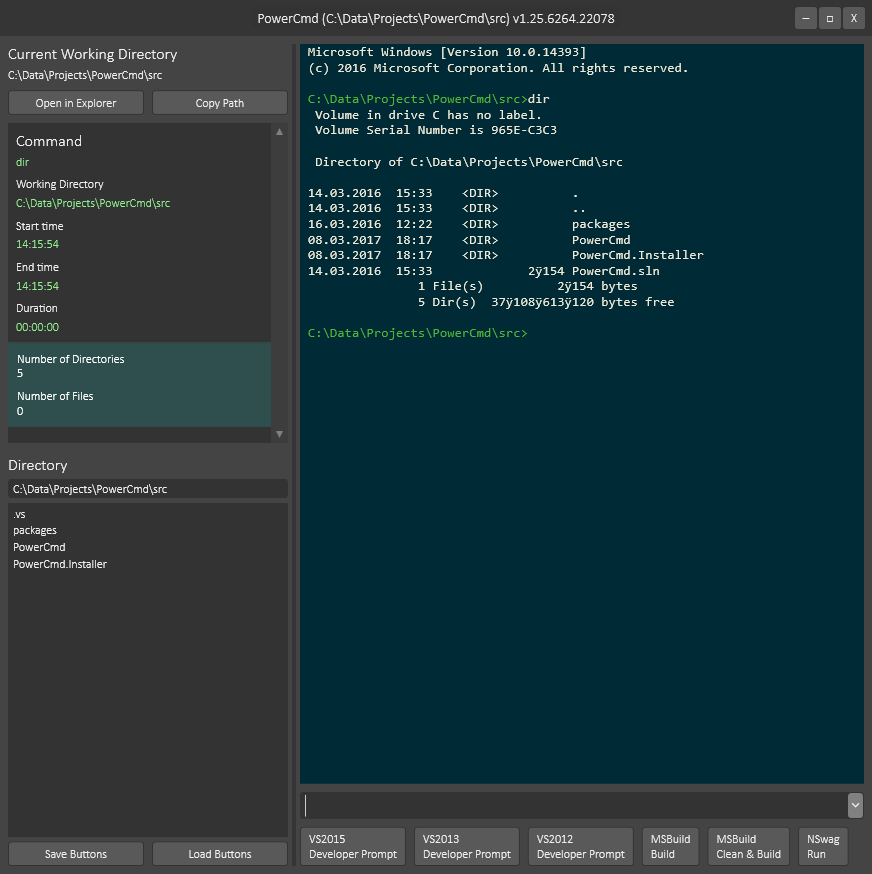 PowerCmd (C:\Data\Projects\PowerCmd\src) v1.25.6264.22078
X
Current Working Directory
C:\Data\Projects\PowerCmd\src
Open in Explorer
Copy Path
Command
dir
Working Directory
C:\Data\Projects\PowerCmd\src
Start time
14:15:54
End time
14:15:54
Duration
00:00:00
Number of Directories
5
Number of Files
0
Directory
C:\Data\Projects\PowerCmd\src
.vs
packages
PowerCmd
PowerCmd.Installer
Save Buttons
Load Buttons
Microsoft Windows [Version 10.0.14393]
(c) 2016 Microsoft Corporation. All rights reserved.
C:\Data\Projects\PowerCmd\src>dir
Volume in drive C has no label.
Volume Serial Number is 965E-C3C3
Directory of C:\Data\Projects\PowerCmd\src
14.03.2016  15:33    <DIR>          .
14.03.2016  15:33    <DIR>          ..
16.03.2016  12:22    <DIR>          packages
08.03.2017  18:17    <DIR>          PowerCmd
08.03.2017  18:17    <DIR>          PowerCmd.Installer
14.03.2016  15:33             2ÿ154 PowerCmd.sln
1 File(s)          2ÿ154 bytes
5 Dir(s)  37ÿ108ÿ613ÿ120 bytes free
C:\Data\Projects\PowerCmd\src>
VS2015
Developer Prompt
VS2013
Developer Prompt
VS2012
Developer Prompt
MSBuild
Build
MSBuild
Clean & Build
NSwag
Run